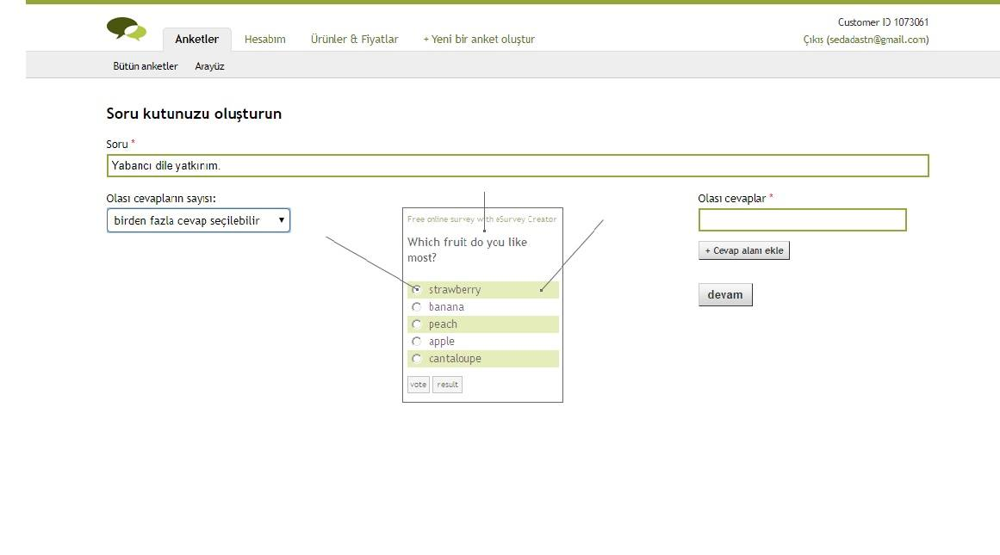 Customer ID 1073061
Anketler Hesabım Ürünler & Fiyatlar + Yeni bir anket oluştur Çıkıs (sedadastn@gmail.com)
Bütün anketler Arayüz
Soru kutunuzu oluşturun
Soru *
Yabancı dile yatkınım.
Olası cevapların sayısı:
birden fazla cevap seçilebilir
Free online survey with eSurvey Creator
Which fruit do you like
most?
strawberry
banana
peach
apple
cantaloupe
vote result
Olası cevaplar *
+ Cevap alanı ekle
devam